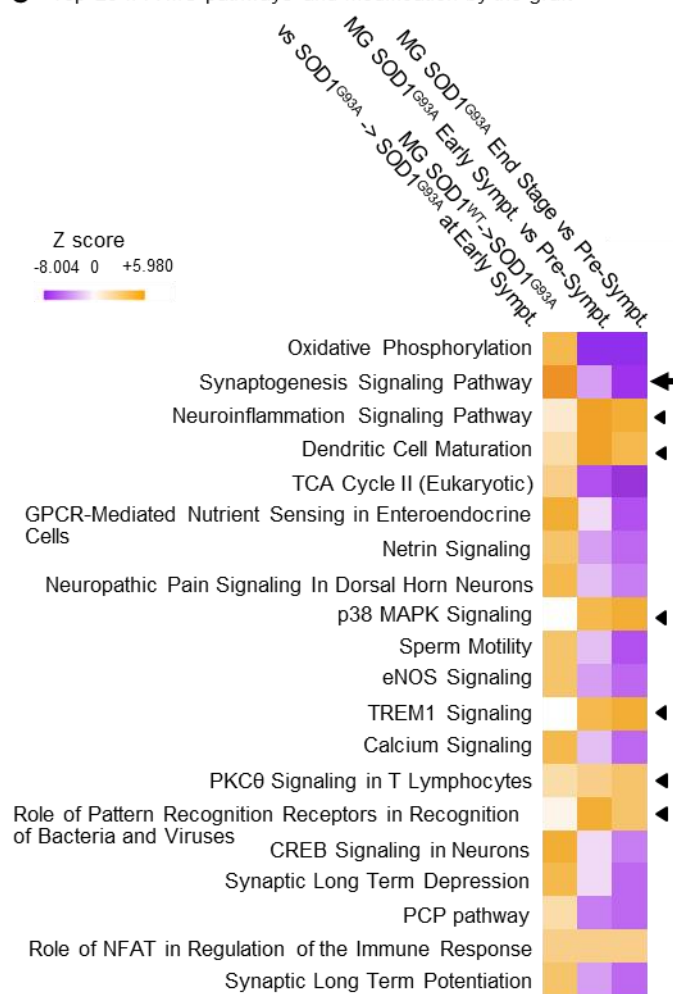 MG SOD1G93A End Stage vs Pre-Sympt.
MG SOD1G93A Early Sympt. vs Pre-Sympt.
MG SOD1WT->SOD1G93A
vs SOD1G93A -> SOD1G93A at Early Sympt.
Z score
-8.004 0 +5.980
Oxidative Phosphorylation
Synaptogenesis Signaling Pathway
Neuroinflammation Signaling Pathway
Dendritic Cell Maturation
TCA Cycle II (Eukaryotic)
GPCR-Mediated Nutrient Sensing in Enteroendocrine
Cells
Netrin Signaling
Neuropathic Pain Signaling In Dorsal Horn Neurons
p38 MAPK Signaling
Sperm Motility
eNOS Signaling
TREM1 Signaling
Calcium Signaling
PKCθ Signaling in T Lymphocytes
Role of Pattern Recognition Receptors in Recognition
of Bacteria and Viruses
CREB Signaling in Neurons
Synaptic Long Term Depression
PCP pathway
Role of NFAT in Regulation of the Immune Response
Synaptic Long Term Potentiation